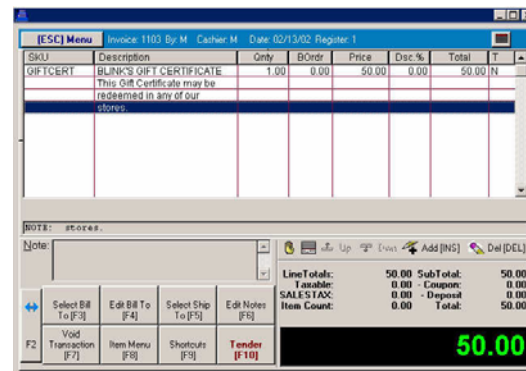 [ESC] Menu Invoice: 1103 By: M Cashier: M Date: 02/13/02 Register: 1
SKU Description Qnty BOrdr Price Dsc.% Total T
GIFTCERT BLINK'S GIFT CERTIFICATE 1.00 0.00 50.00 0.00 50.00 N
This Gift Certificate may be
redeemed in any of our
stores.
NOTE: stores.
Note:
Up Add [INS] Del [DEL]
LineTotals: 50.00 SubTotal: 50.00
Taxable: 0.00 - Coupon: 0.00
SALESTAX: 0.00 - Deposit 0.00
Item Count: 0.00 Total: 50.00
Select Bill To [F3] Edit Bill To [F4] Select Ship To [F5] Edit Notes [F6]
F2 Void Transaction [F7] Item Menu [F8] Shortcuts [F9] Tender [F10]
50.00